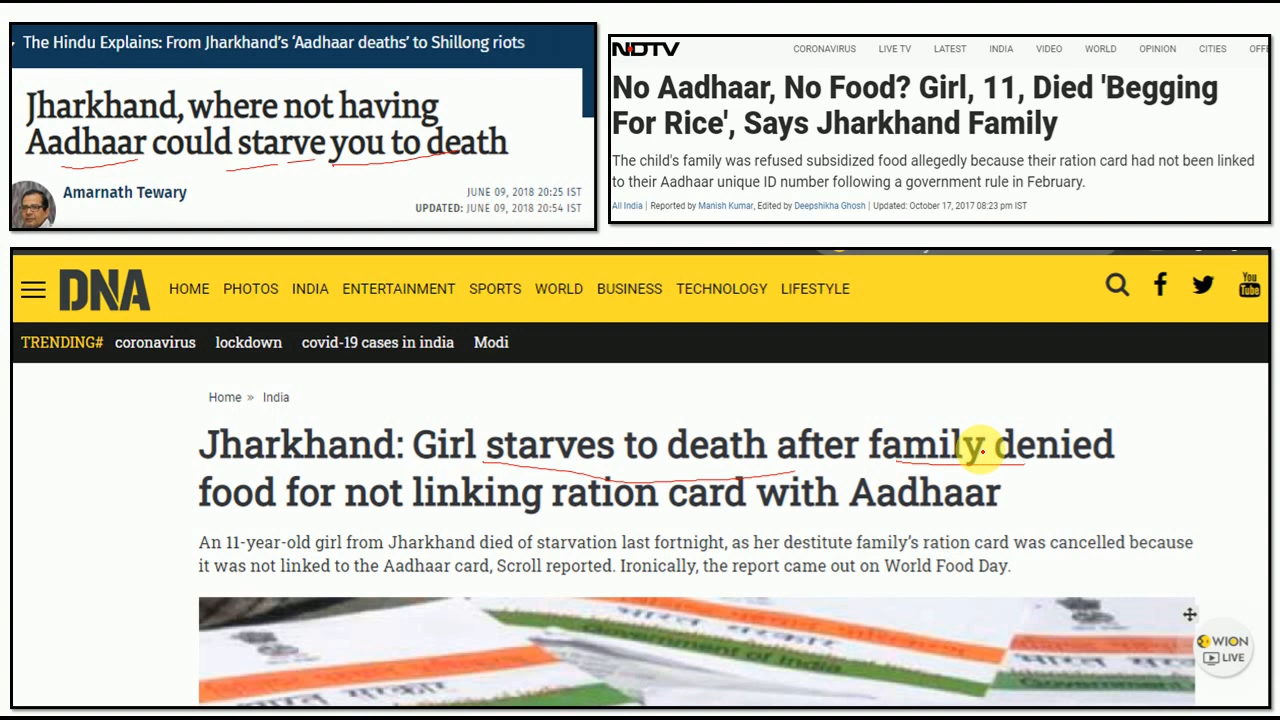 The Hindu Explains: From Jharkhand's 'Aadhaar deaths' to Shillong riots
Jharkhand, where not having
Aadhaar could starve you to death
Amarnath Tewary
JUNE 09, 2018 20:25 IST
UPDATED: JUNE 09, 2018 20:54 IST
NDTV
CORONAVIRUS LIVE TV LATEST INDIA VIDEO WORLD OPINION CITIES
No Aadhaar, No Food? Girl, 11, Died 'Begging
For Rice', Says Jharkhand Family
The child's family was refused subsidized food allegedly because their ration card had not been linked
to their Aadhaar unique ID number following a government rule in February.
All India | Reported by Manish Kumar, Edited by Deepshikha Ghosh | Updated: October 17, 2017 08:23 pm IST
DNA HOME PHOTOS INDIA ENTERTAINMENT SPORTS WORLD BUSINESS TECHNOLOGY LIFESTYLE
You
Tube
TRENDING# coronavirus lockdown covid-19 cases in india Modi
Home » India
Jharkhand: Girl starves to death after family denied
food for not linking ration card with Aadhaar
An 11-year-old girl from Jharkhand died of starvation last fortnight, as her destitute family's ration card was cancelled because
it was not linked to the Aadhaar card, Scroll reported. Ironically, the report came out on World Food Day.
भारत सरकार
Government of India
भारत सरकार
WION
LIVE